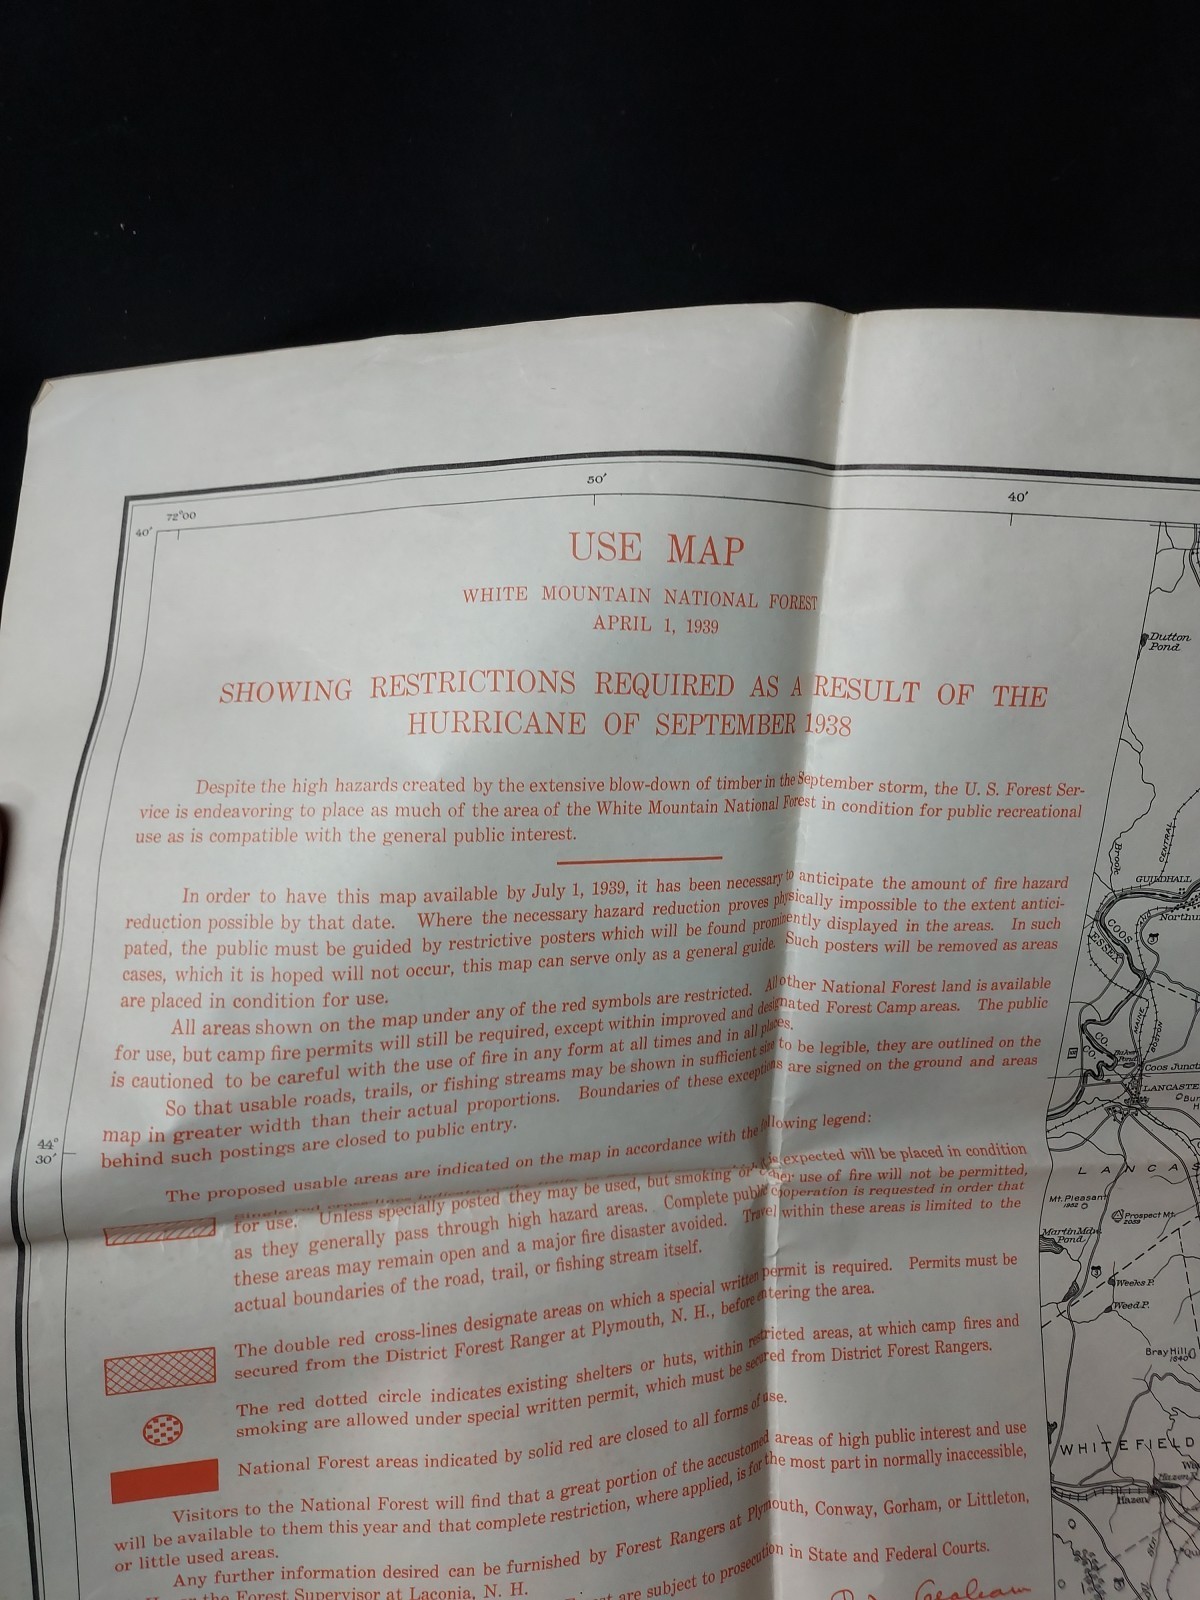 50'
40'
72°00
40'
USE MAP
WHITE MOUNTAIN NATIONAL FOREST
APRIL 1, 1939
SHOWING RESTRICTIONS REQUIRED AS A RESULT OF THE
HURRICANE OF SEPTEMBER 1938
Despite the high hazards created by the extensive blow-down of timber in the September storm, the U. S. Forest Ser-
vice is endeavoring to place as much of the area of the White Mountain National Forest in condition for public recreational
use as is compatible with the general public interest.
In order to have this map available by July 1, 1939, it has been necessary to anticipate the amount of fire hazard
reduction possible by that date. Where the necessary hazard reduction proves physically impossible to the extent antici-
pated, the public must be guided by restrictive posters which will be found prominently displayed in the areas. In such
cases, which it is hoped will not occur, this map can serve only as a general guide. Such posters will be removed as areas
are placed in condition for use.
All areas shown on the map under any of the red symbols are restricted. All other National Forest land is available
for use, but camp fire permits will still be required, except within improved and designated Forest Camp areas. The public
is cautioned to be careful with the use of fire in any form at all times and in all places.
So that usable roads, trails, or fishing streams may be shown in sufficient size to be legible, they are outlined on the
map in greater width than their actual proportions. Boundaries of these exceptions are signed on the ground and areas
behind such postings are closed to public entry.
44°
30'
The proposed usable areas are indicated on the map in accordance with the following legend:
expected will be placed in condition
for use. Unless specially posted they may be used, but smoking or other use of fire will not be permitted,
as they generally pass through high hazard areas. Complete public cooperation is requested in order that
these areas may remain open and a major fire disaster avoided. Travel within these areas is limited to the
actual boundaries of the road, trail, or fishing stream itself.
The double red cross-lines designate areas on which a special written permit is required. Permits must be
secured from the District Forest Ranger at Plymouth, N. H., before entering the area.
The red dotted circle indicates existing shelters or huts, within restricted areas, at which camp fires and
smoking are allowed under special written permit, which must be secured from District Forest Rangers.
National Forest areas indicated by solid red are closed to all forms of use.
Visitors to the National Forest will find that a great portion of the accustomed areas of high public interest and use
will be available to them this year and that complete restriction, where applied, is for the most part in normally inaccessible,
or little used areas.
Any further information desired can be furnished by Forest Rangers at Plymouth, Conway, Gorham, or Littleton,
the Forest Supervisor at Laconia, N. H.
are subject to prosecution in State and Federal Courts.
Graham
Dutton
Pond
Brook
CENTRAL
GUILDHALL
COOS
ESSEX
AND
3
CO.
CO.
MAINE
BOSTON
Coos Junct
LANCASTE
LANCAS
Mt. Pleasant
Prospect Mt.
2059
Martin Mdw.
Pond
3
Weeks P.
Weed P.
Bray Hill
1640
WHITEFIELD
Hazen